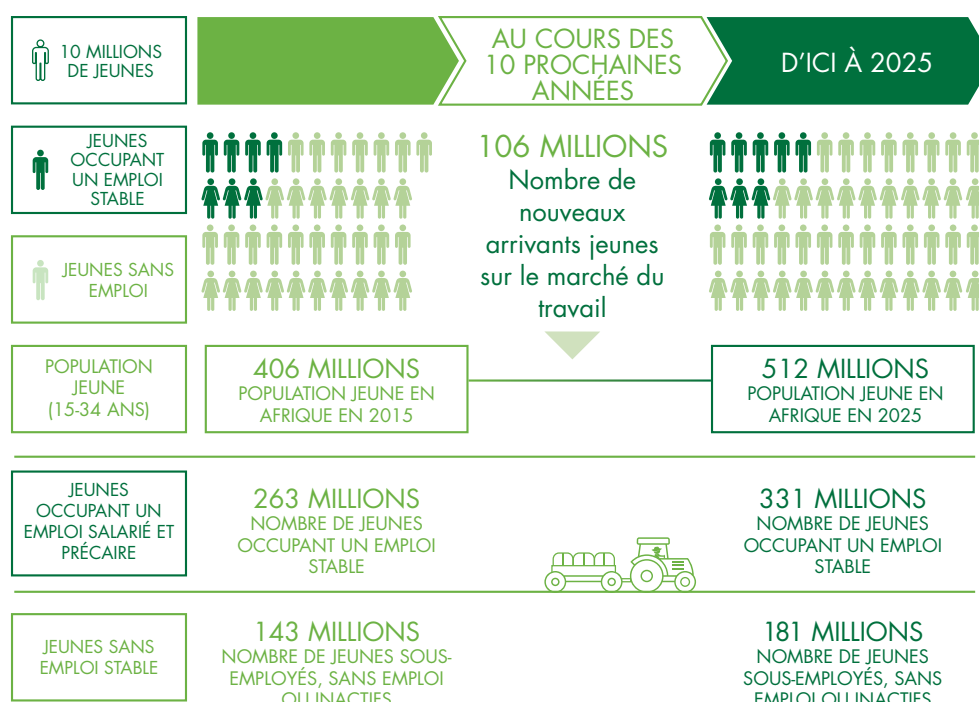 10 MILLIONS
DE JEUNES
AU COURS DES
10 PROCHAINES
ANNÉES
D'ICI À 2025
JEUNES
OCCUPANT
UN EMPLOI
STABLE
JEUNES SANS
EMPLOI
106 MILLIONS
Nombre de
nouveaux
arrivants jeunes
sur le marché du
travail
POPULATION
JEUNE
(15-34 ANS)
406 MILLIONS
POPULATION JEUNE EN
AFRIQUE EN 2015
512 MILLIONS
POPULATION JEUNE EN
AFRIQUE EN 2025
JEUNES
OCCUPANT UN
EMPLOI SALARIÉ ET
PRÉCAIRE
263 MILLIONS
NOMBRE DE JEUNES
OCCUPANT UN EMPLOI
STABLE
331 MILLIONS
NOMBRE DE JEUNES
OCCUPANT UN EMPLOI
STABLE
JEUNES SANS
EMPLOI STABLE
143 MILLIONS
NOMBRE DE JEUNES SOUS-
EMPLOYÉS, SANS EMPLOI
OU INACTIFS
181 MILLIONS
NOMBRE DE JEUNES
SOUS-EMPLOYÉS, SANS
EMPLOI OU INACTIFS